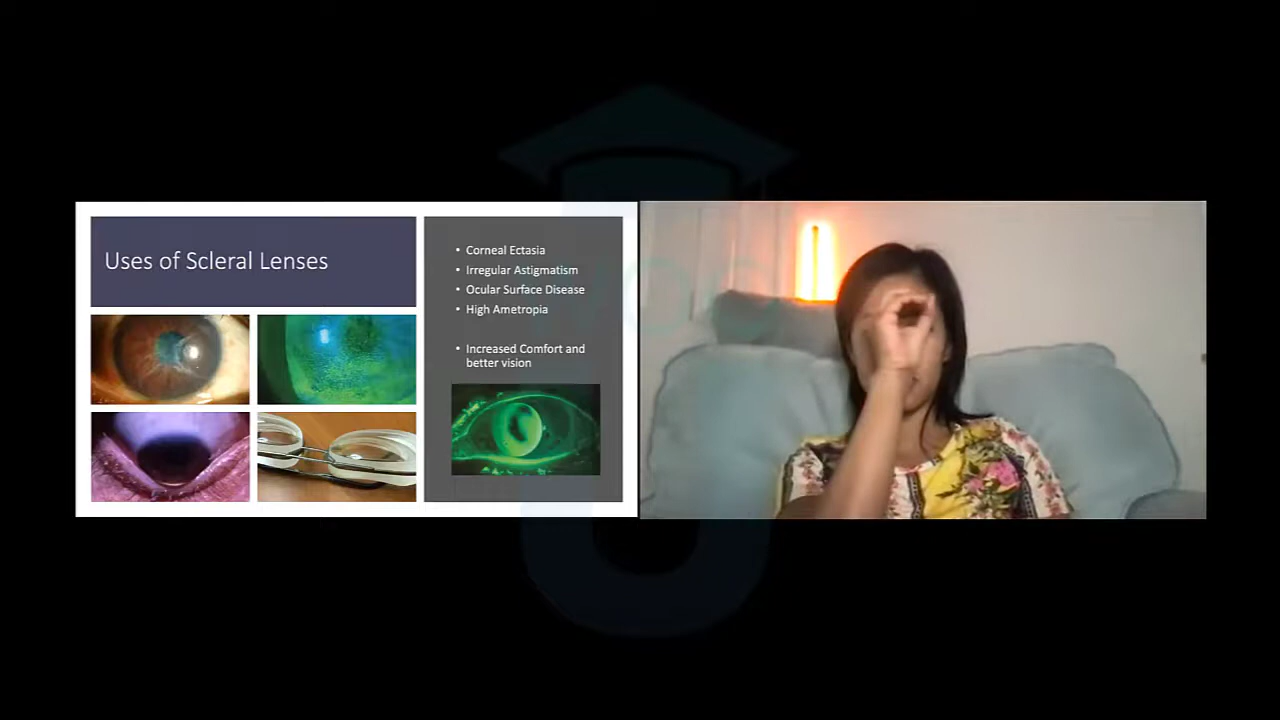 Uses of Scleral Lenses
• Corneal Ectasia
• Irregular Astigmatism
• Ocular Surface Disease
• High Ametropia
• Increased Comfort and
better vision